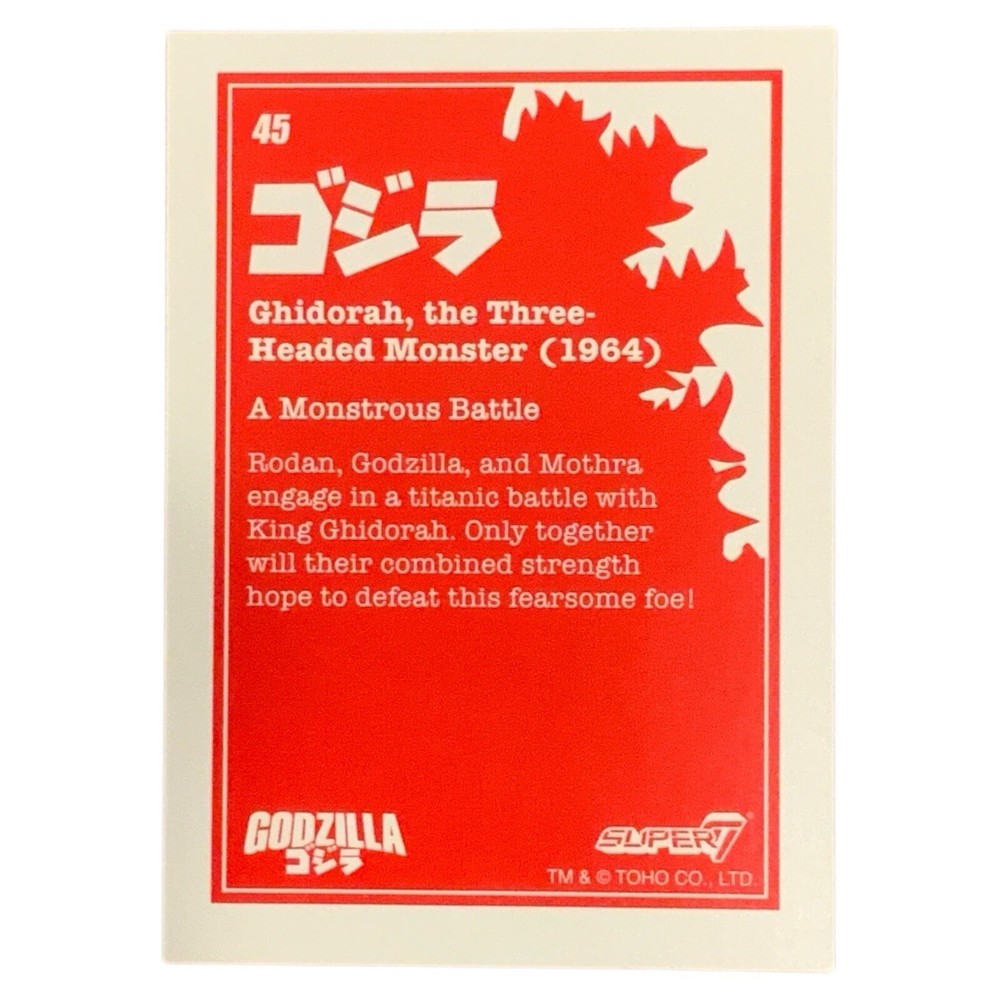 45
ゴジラ
Ghidorah, the Three-
Headed Monster (1964)
A Monstrous Battle
Rodan, Godzilla, and Mothra
engage in a titanic battle with
King Ghidorah. Only together
will their combined strength
hope to defeat this fearsome foe!
GODZILLA
ゴジラ
SUPER7®
TM & © TOHO CO., LTD.